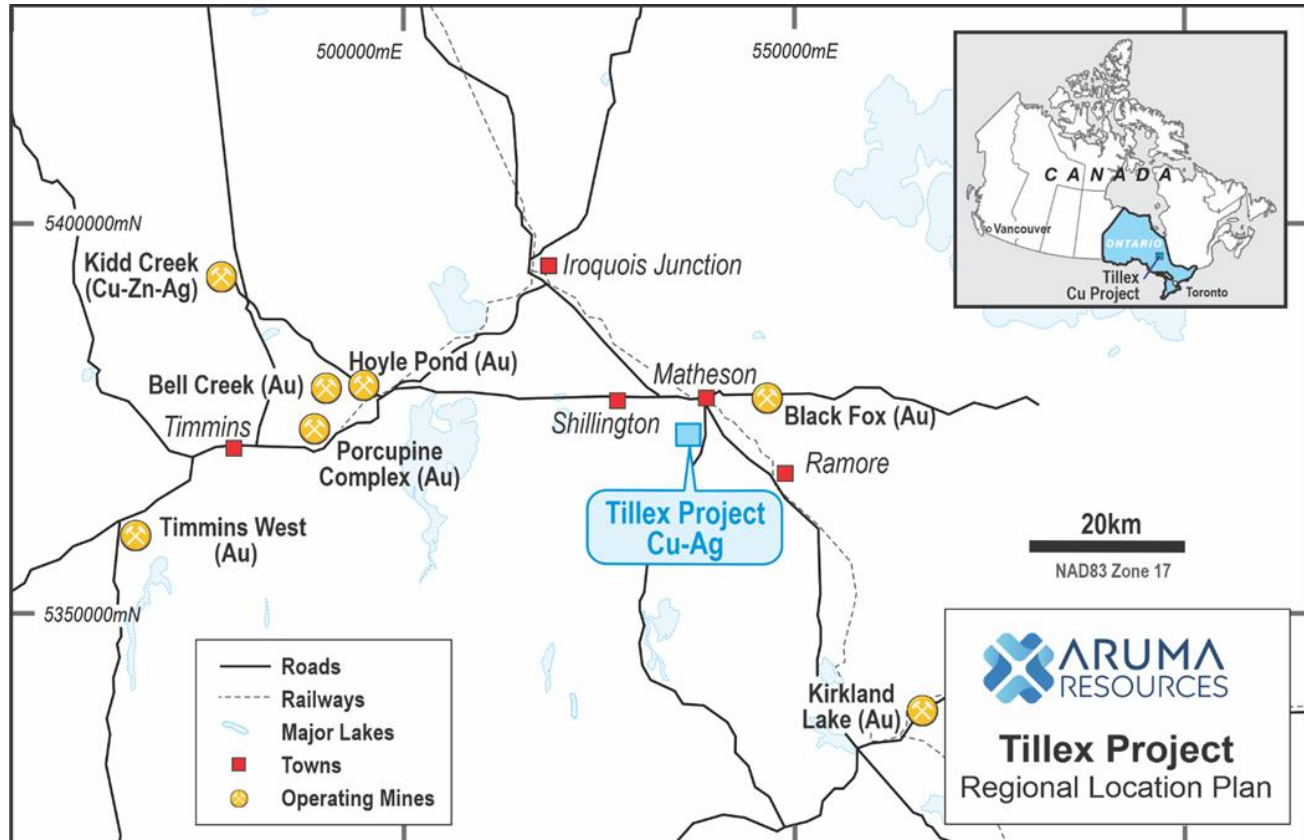 500000mE
550000mE
5400000mN
5350000mN
Kidd Creek
(Cu-Zn-Ag)
Iroquois Junction
Hoyle Pond (Au)
Bell Creek (Au)
Timmins
Porcupine
Complex (Au)
Matheson
Shillington
Black Fox (Au)
Ramore
Tillex Project
Cu-Ag
Timmins West
(Au)
Kirkland
Lake (Au)
CANADA
Vancouver
ONTARIO
Tillex
Cu Project
Toronto
20km
NAD83 Zone 17
Roads
Railways
Major Lakes
Towns
Operating Mines
ARUMA
RESOURCES
Tillex Project
Regional Location Plan